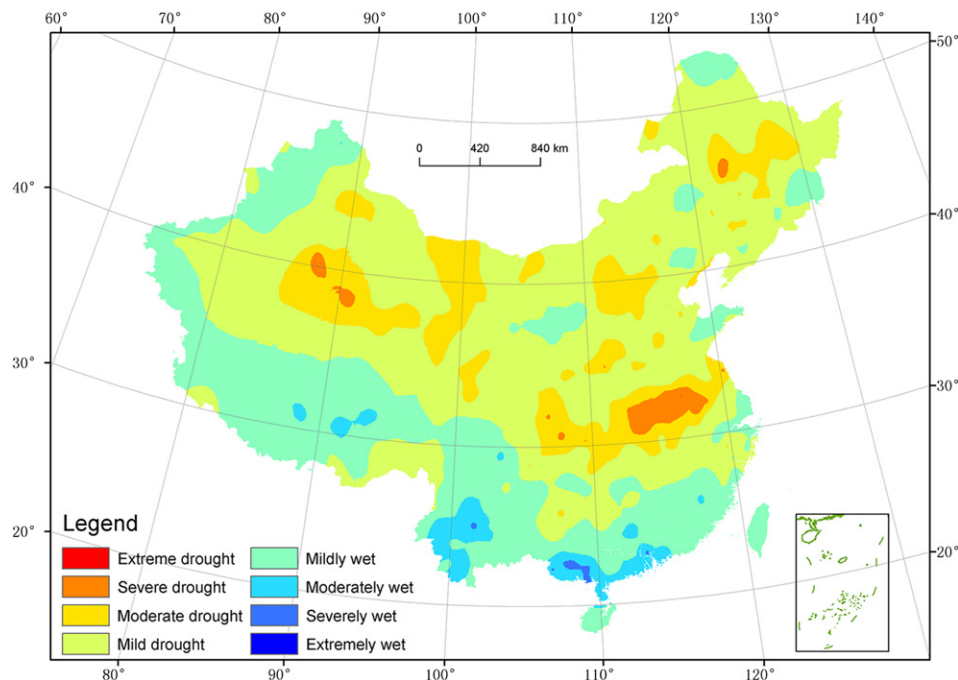 60° 70° 80° 90° 100° 110° 120° 130° 140°
50°
0 420 840 km
40° 40°
30° 30°
20° 20°
Legend
Extreme drought Mildly wet
Severe drought Moderately wet
Moderate drought Severely wet
Mild drought Extremely wet
80° 90° 100° 110° 120°